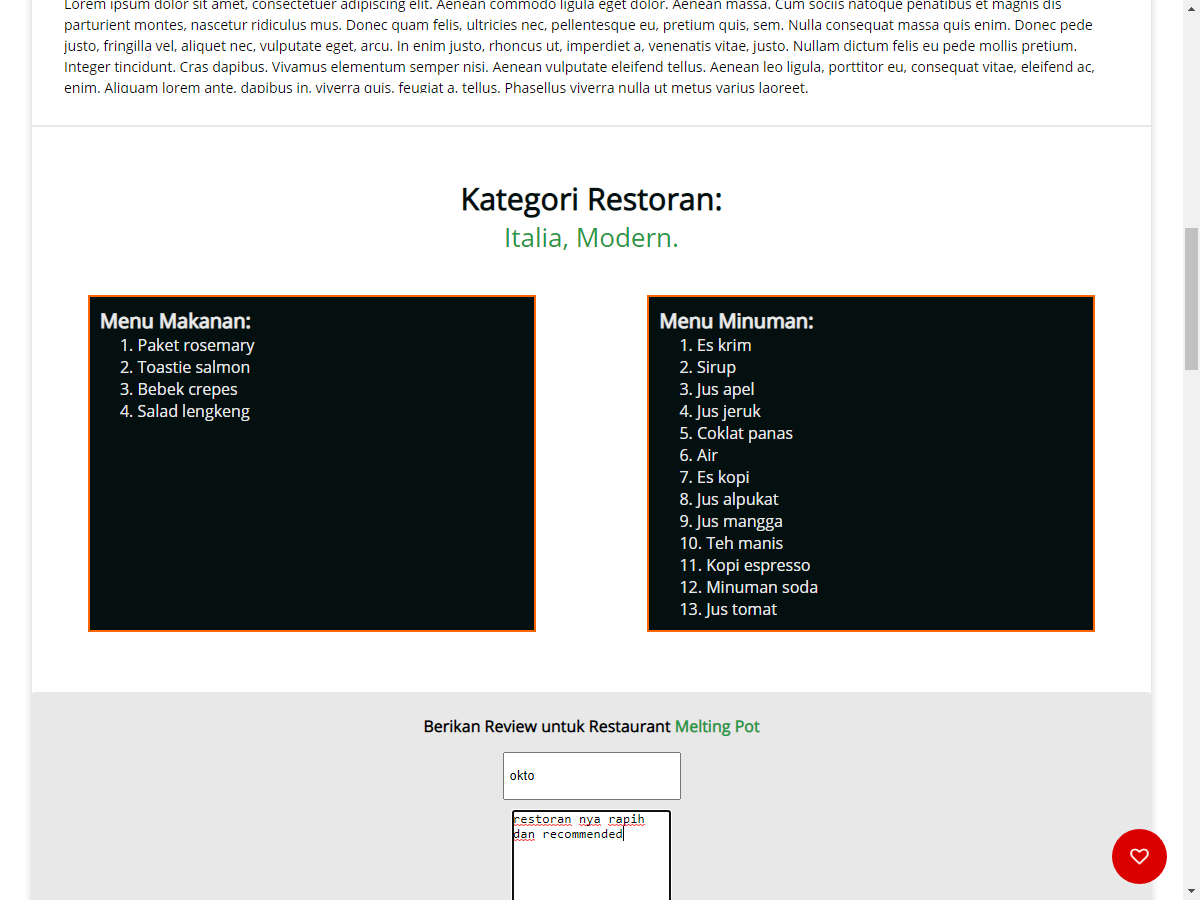 Lorem ipsum dolor sit amet, consectetuer adipiscing elit. Aenean commodo ligula eget dolor. Aenean massa. Cum sociis natoque penatibus et magnis dis
parturient montes, nascetur ridiculus mus. Donec quam felis, ultricies nec, pellentesque eu, pretium quis, sem. Nulla consequat massa quis enim. Donec pede
justo, fringilla vel, aliquet nec, vulputate eget, arcu. In enim justo, rhoncus ut, imperdiet a, venenatis vitae, justo. Nullam dictum felis eu pede mollis pretium.
Integer tincidunt. Cras dapibus. Vivamus elementum semper nisi. Aenean vulputate eleifend tellus. Aenean leo ligula, porttitor eu, consequat vitae, eleifend ac,
enim. Aliquam lorem ante, dapibus in, viverra quis, feugiat a, tellus. Phasellus viverra nulla ut metus varius laoreet.
Kategori Restoran:
Italia, Modern.
Menu Makanan:
1. Paket rosemary
2. Toastie salmon
3. Bebek crepes
4. Salad lengkeng
Menu Minuman:
1. Es krim
2. Sirup
3. Jus apel
4. Jus jeruk
5. Coklat panas
6. Air
7. Es kopi
8. Jus alpukat
9. Jus mangga
10. Teh manis
11. Kopi espresso
12. Minuman soda
13. Jus tomat
Berikan Review untuk Restaurant Melting Pot
okto
restoran nya rapih
dan recommended